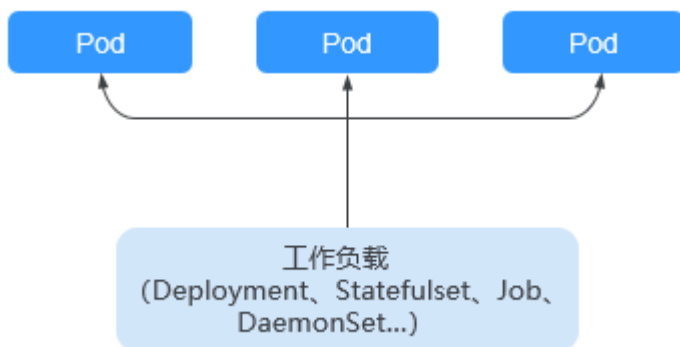 Pod
Pod
Pod
工作负载
（Deployment、Statefulset、Job、
DaemonSet...）